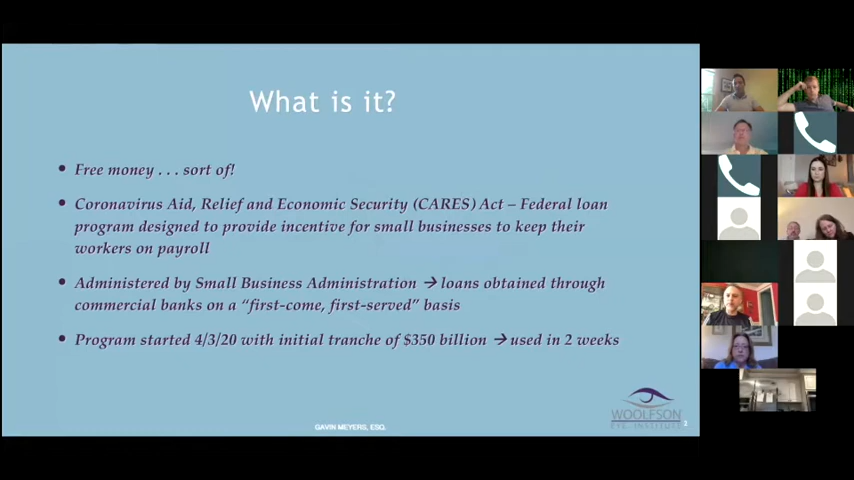 What is it?
• Free money . . . sort of!
• Coronavirus Aid, Relief and Economic Security (CARES) Act – Federal loan
program designed to provide incentive for small businesses to keep their
workers on payroll
• Administered by Small Business Administration → loans obtained through
commercial banks on a “first-come, first-served” basis
• Program started 4/3/20 with initial tranche of $350 billion → used in 2 weeks
WOOLFSON
EYE INSTITUTE
GAVIN MEYERS, ESQ.
2